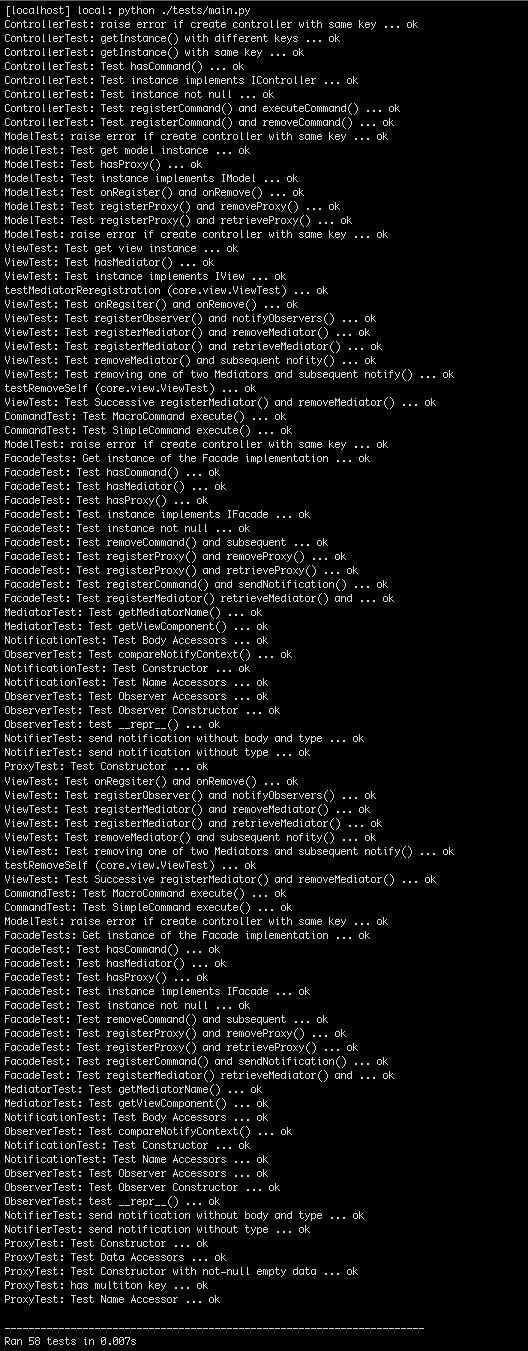 [localhost] local: python ./tests/main.py
ControllerTest: raise error if create controller with same key ... ok
ControllerTest: getInstance() with different keys ... ok
ControllerTest: getInstance() with same key ... ok
ControllerTest: Test hasCommand() ... ok
ControllerTest: Test instance implements IController ... ok
ControllerTest: Test instance not null ... ok
ControllerTest: Test registerCommand() and executeCommand() ... ok
ControllerTest: Test registerCommand() and removeCommand() ... ok
ModelTest: raise error if create controller with same key ... ok
ModelTest: Test get model instance ... ok
ModelTest: Test hasProxy() ... ok
ModelTest: Test instance implements IModel ... ok
ModelTest: Test onRegister() and onRemove() ... ok
ModelTest: Test registerProxy() and removeProxy() ... ok
ModelTest: Test registerProxy() and retrieveProxy() ... ok
ModelTest: raise error if create controller with same key ... ok
ViewTest: Test get view instance ... ok
ViewTest: Test hasMediator() ... ok
ViewTest: Test instance implements IView ... ok
testMediatorReregistration (core.view.ViewTest) ... ok
ViewTest: Test onRegsiter() and onRemove() ... ok
ViewTest: Test registerObserver() and notifyObservers() ... ok
ViewTest: Test registerMediator() and removeMediator() ... ok
ViewTest: Test registerMediator() and retrieveMediator() ... ok
ViewTest: Test removeMediator() and subsequent nofity() ... ok
ViewTest: Test removing one of two Mediators and subsequent notify() ... ok
testRemoveSelf (core.view.ViewTest) ... ok
ViewTest: Test Successive registerMediator() and removeMediator() ... ok
CommandTest: Test MacroCommand execute() ... ok
CommandTest: Test SimpleCommand execute() ... ok
ModelTest: raise error if create controller with same key ... ok
FacadeTests: Get instance of the Facade implementation ... ok
FacadeTest: Test hasCommand() ... ok
FacadeTest: Test hasMediator() ... ok
FacadeTest: Test hasProxy() ... ok
FacadeTest: Test instance implements IFacade ... ok
FacadeTest: Test instance not null ... ok
FacadeTest: Test removeCommand() and subsequent ... ok
FacadeTest: Test registerProxy() and removeProxy() ... ok
FacadeTest: Test registerProxy() and retrieveProxy() ... ok
FacadeTest: Test registerCommand() and sendNotification() ... ok
FacadeTest: Test registerMediator() retrieveMediator() and ... ok
MediatorTest: Test getMediatorName() ... ok
MediatorTest: Test getViewComponent() ... ok
NotificationTest: Test Body Accessors ... ok
ObserverTest: Test compareNotifyContext() ... ok
NotificationTest: Test Constructor ... ok
NotificationTest: Test Name Accessors ... ok
ObserverTest: Test Observer Accessors ... ok
ObserverTest: Test Observer Constructor ... ok
ObserverTest: test __repr__() ... ok
NotifierTest: send notification without body and type ... ok
NotifierTest: send notification without type ... ok
ProxyTest: Test Constructor ... ok
ViewTest: Test onRegsiter() and onRemove() ... ok
ViewTest: Test registerObserver() and notifyObservers() ... ok
ViewTest: Test registerMediator() and removeMediator() ... ok
ViewTest: Test registerMediator() and retrieveMediator() ... ok
ViewTest: Test removeMediator() and subsequent nofity() ... ok
ViewTest: Test removing one of two Mediators and subsequent notify() ... ok
testRemoveSelf (core.view.ViewTest) ... ok
ViewTest: Test Successive registerMediator() and removeMediator() ... ok
CommandTest: Test MacroCommand execute() ... ok
CommandTest: Test SimpleCommand execute() ... ok
ModelTest: raise error if create controller with same key ... ok
FacadeTests: Get instance of the Facade implementation ... ok
FacadeTest: Test hasCommand() ... ok
FacadeTest: Test hasMediator() ... ok
FacadeTest: Test hasProxy() ... ok
FacadeTest: Test instance implements IFacade ... ok
FacadeTest: Test instance not null ... ok
FacadeTest: Test removeCommand() and subsequent ... ok
FacadeTest: Test registerProxy() and removeProxy() ... ok
FacadeTest: Test registerProxy() and retrieveProxy() ... ok
FacadeTest: Test registerCommand() and sendNotification() ... ok
FacadeTest: Test registerMediator() retrieveMediator() and ... ok
MediatorTest: Test getMediatorName() ... ok
MediatorTest: Test getViewComponent() ... ok
NotificationTest: Test Body Accessors ... ok
ObserverTest: Test compareNotifyContext() ... ok
NotificationTest: Test Constructor ... ok
NotificationTest: Test Name Accessors ... ok
ObserverTest: Test Observer Accessors ... ok
ObserverTest: Test Observer Constructor ... ok
ObserverTest: test __repr__() ... ok
NotifierTest: send notification without body and type ... ok
NotifierTest: send notification without type ... ok
ProxyTest: Test Constructor ... ok
ProxyTest: Test Data Accessors ... ok
ProxyTest: Test Constructor with not-null empty data ... ok
ProxyTest: has multiton key ... ok
ProxyTest: Test Name Accessor ... ok
----------------------------------------------------------------------
Ran 58 tests in 0.007s